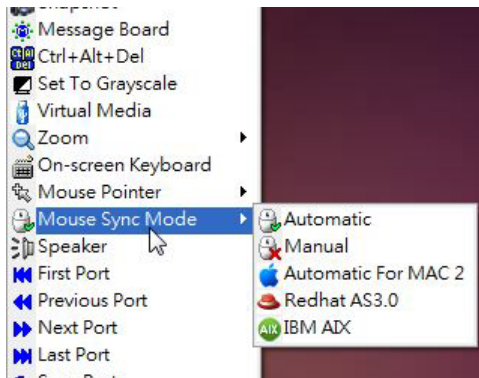 Message Board
Ctrl+Alt+Del
Set To Grayscale
Virtual Media
Zoom
On-screen Keyboard
Mouse Pointer
Mouse Sync Mode
Speaker
First Port
Previous Port
Next Port
Last Port
Automatic
Manual
Automatic For MAC 2
Redhat AS3.0
IBM AIX